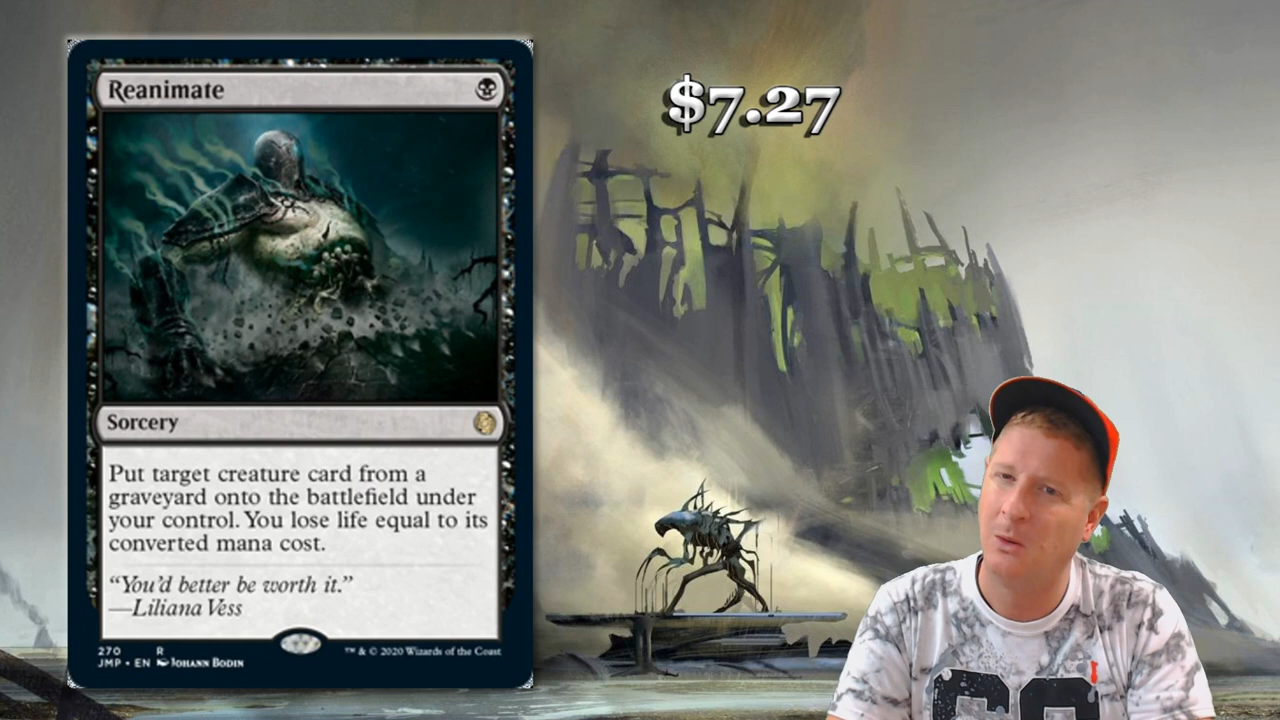 Reanimate
$7.27
Sorcery
Put target creature card from a
graveyard onto the battlefield under
your control. You lose life equal to its
converted mana cost.
“You’d better be worth it.”
—Liliana Vess
270 R
JMP • EN Johann Bodin
™ & © 2020 Wizards of the Coast